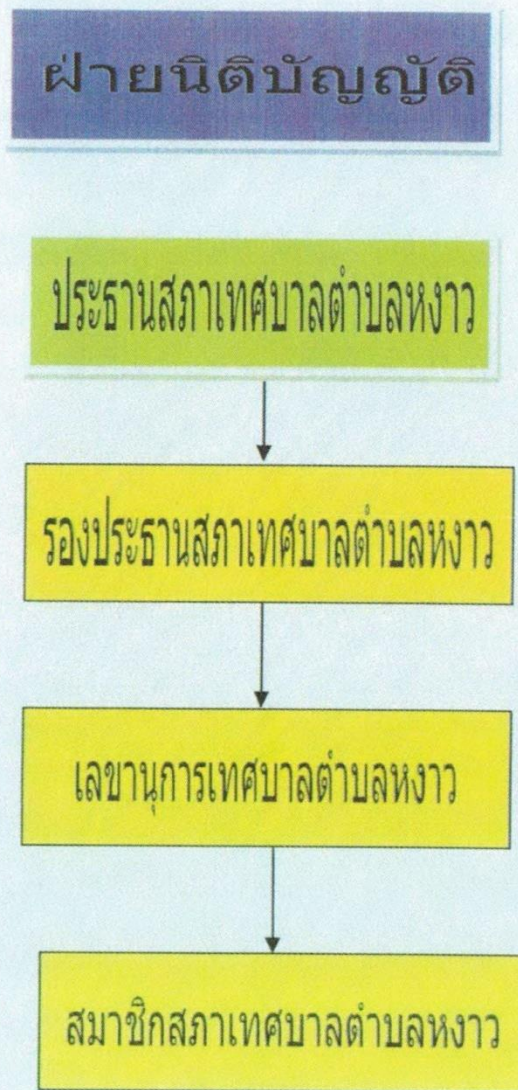 ฝ่ายนิติบัญญัติ
ประธานสภาเทศบาลตำบลหงาว
รองประธานสภาเทศบาลตำบลหงาว
เลขานุการเทศบาลตำบลหงาว
สมาชิกสภาเทศบาลตำบลหงาว